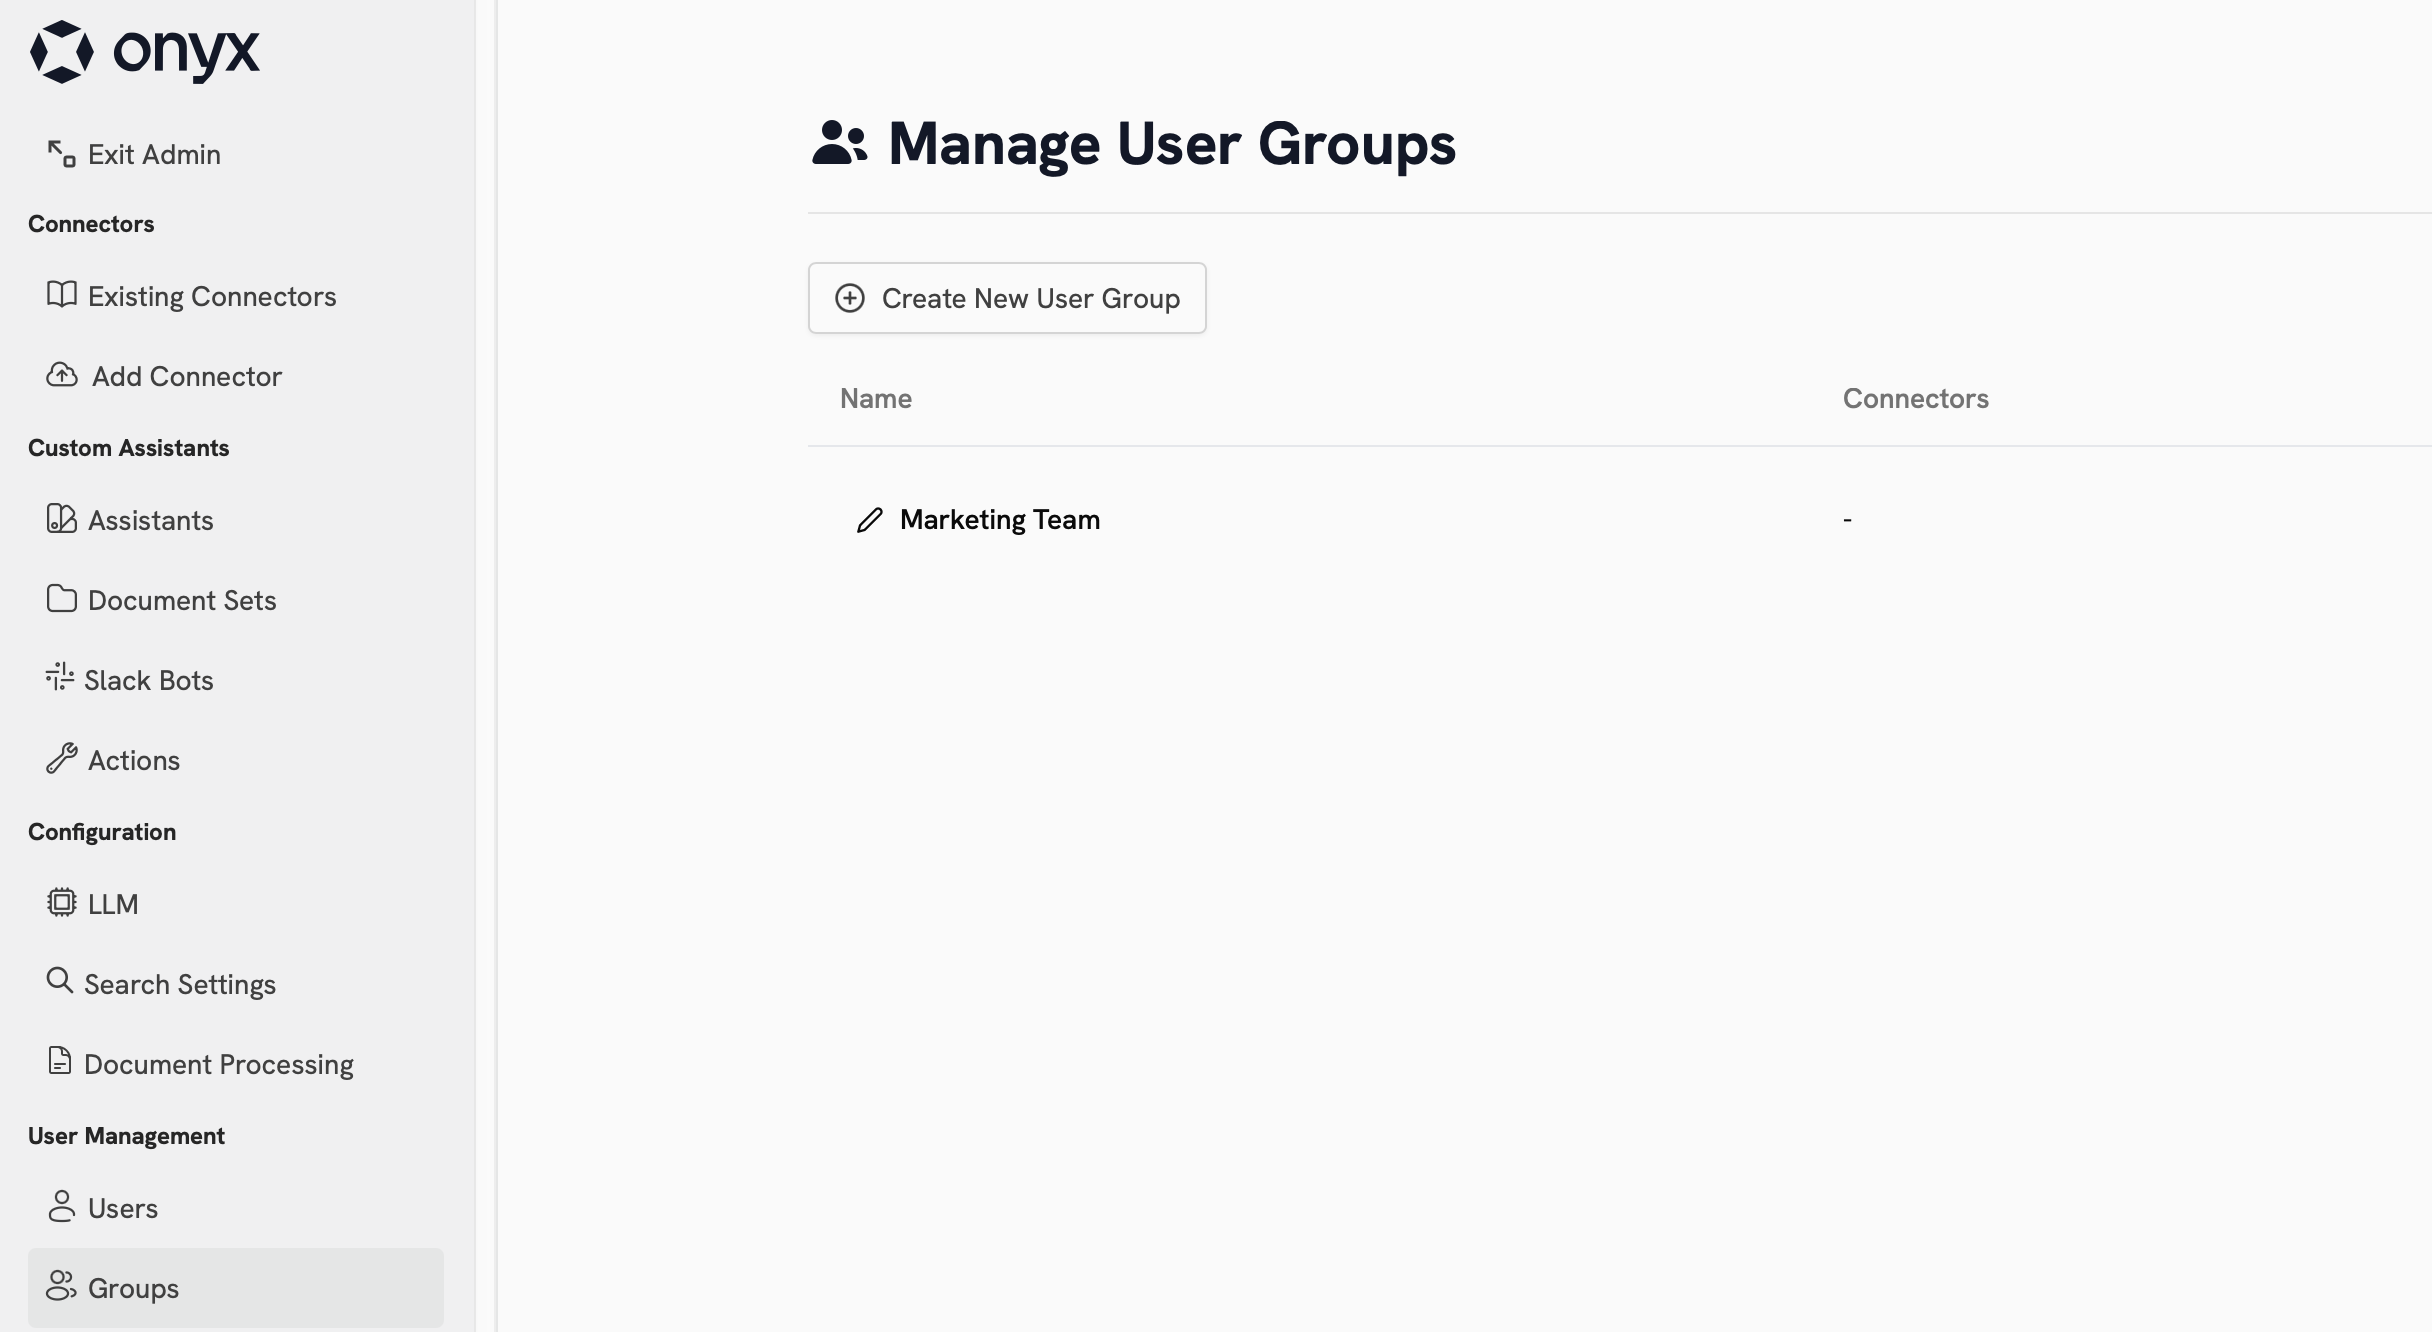 onyx
Exit Admin
Connectors
Existing Connectors
Add Connector
Custom Assistants
Assistants
Document Sets
Slack Bots
Actions
Configuration
LLM
Search Settings
Document Processing
User Management
Users
Groups
Manage User Groups
Create New User Group
Name Connectors
Marketing Team -